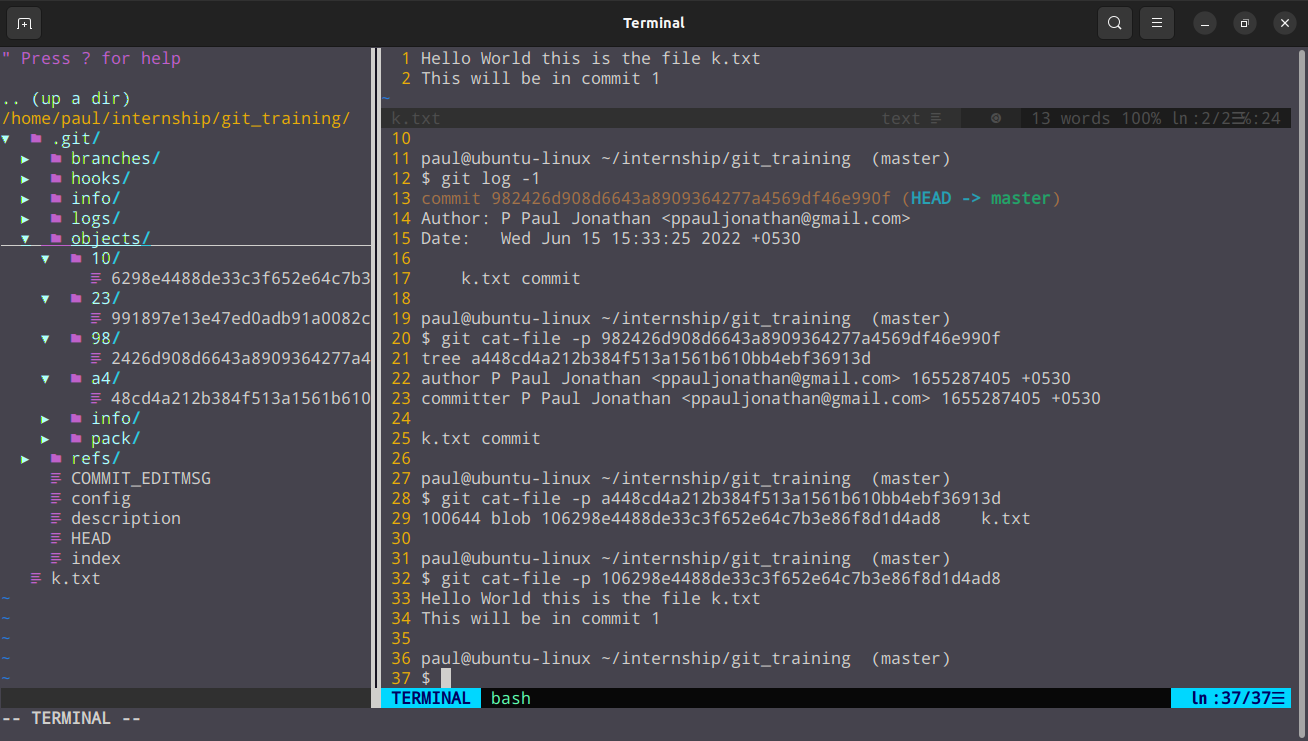 Terminal
" Press ? for help
.. (up a dir)
/home/paul/internship/git_training/
▼ .git/
▶ branches/
▶ hooks/
▶ info/
▶ logs/
▼ objects/
▼ 10/
6298e4488de33c3f652e64c7b3
▼ 23/
991897e13e47ed0adb91a0082c
▼ 98/
2426d908d6643a8909364277a4
▼ a4/
48cd4a212b384f513a1561b610
▶ info/
▶ pack/
▶ refs/
COMMIT_EDITMSG
config
description
HEAD
index
k.txt
~
~
~
~
~
1 Hello World this is the file k.txt
2 This will be in commit 1
~
k.txt text 13 words 100% ln :2/2☰%:24
10
11 paul@ubuntu-linux ~/internship/git_training (master)
12 $ git log -1
13 commit 982426d908d6643a8909364277a4569df46e990f (HEAD -> master)
14 Author: P Paul Jonathan <ppauljonathan@gmail.com>
15 Date: Wed Jun 15 15:33:25 2022 +0530
16
17 k.txt commit
18
19 paul@ubuntu-linux ~/internship/git_training (master)
20 $ git cat-file -p 982426d908d6643a8909364277a4569df46e990f
21 tree a448cd4a212b384f513a1561b610bb4ebf36913d
22 author P Paul Jonathan <ppauljonathan@gmail.com> 1655287405 +0530
23 committer P Paul Jonathan <ppauljonathan@gmail.com> 1655287405 +0530
24
25 k.txt commit
26
27 paul@ubuntu-linux ~/internship/git_training (master)
28 $ git cat-file -p a448cd4a212b384f513a1561b610bb4ebf36913d
29 100644 blob 106298e4488de33c3f652e64c7b3e86f8d1d4ad8 k.txt
30
31 paul@ubuntu-linux ~/internship/git_training (master)
32 $ git cat-file -p 106298e4488de33c3f652e64c7b3e86f8d1d4ad8
33 Hello World this is the file k.txt
34 This will be in commit 1
35
36 paul@ubuntu-linux ~/internship/git_training (master)
37 $
TERMINAL bash ln :37/37☰
-- TERMINAL --